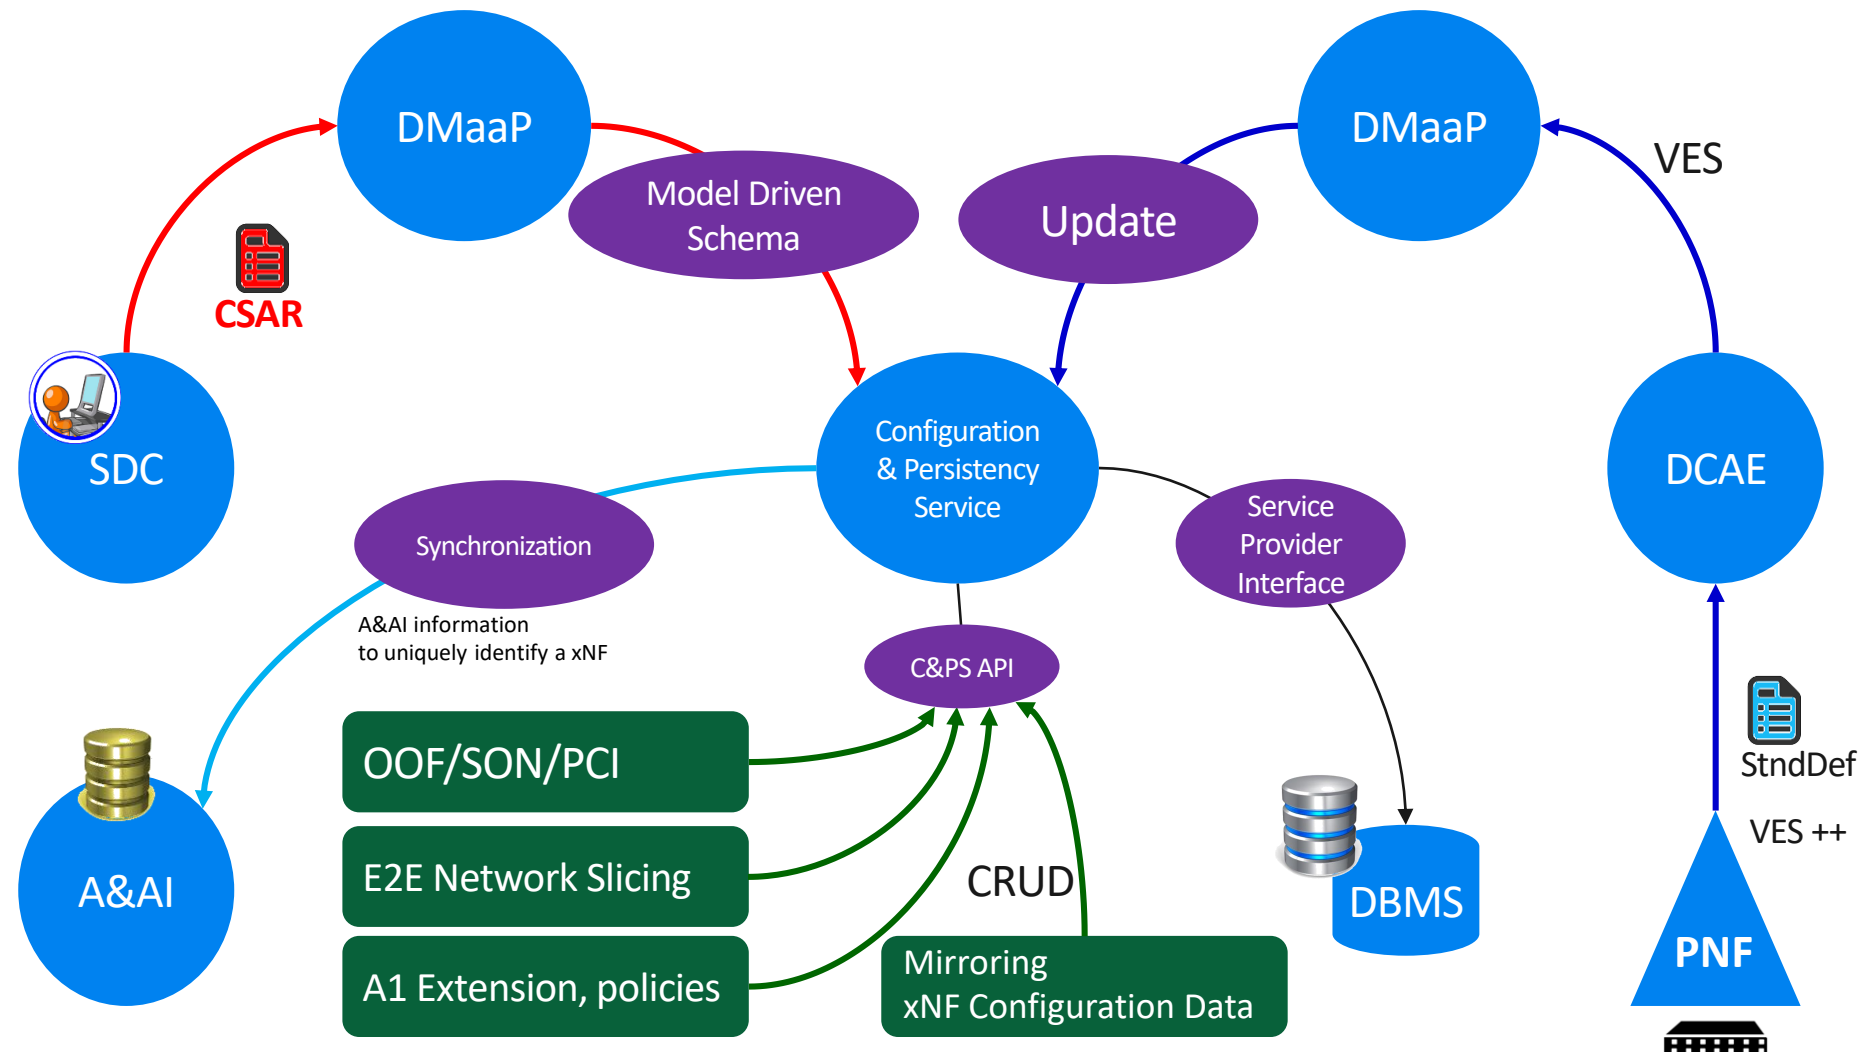 DMaaP
DMaaP
VES
Model Driven
Schema
Update
CSAR
Configuration
& Persistency
Service
SDC
DCAE
Service
Provider
Interface
Synchronization
A&AI information
to uniquely identify a xNF
C&PS API
OOF/SON/PCI
StndDef
VES ++
E2E Network Slicing
CRUD
A&AI
DBMS
PNF
A1 Extension, policies
Mirroring
xNF Configuration Data